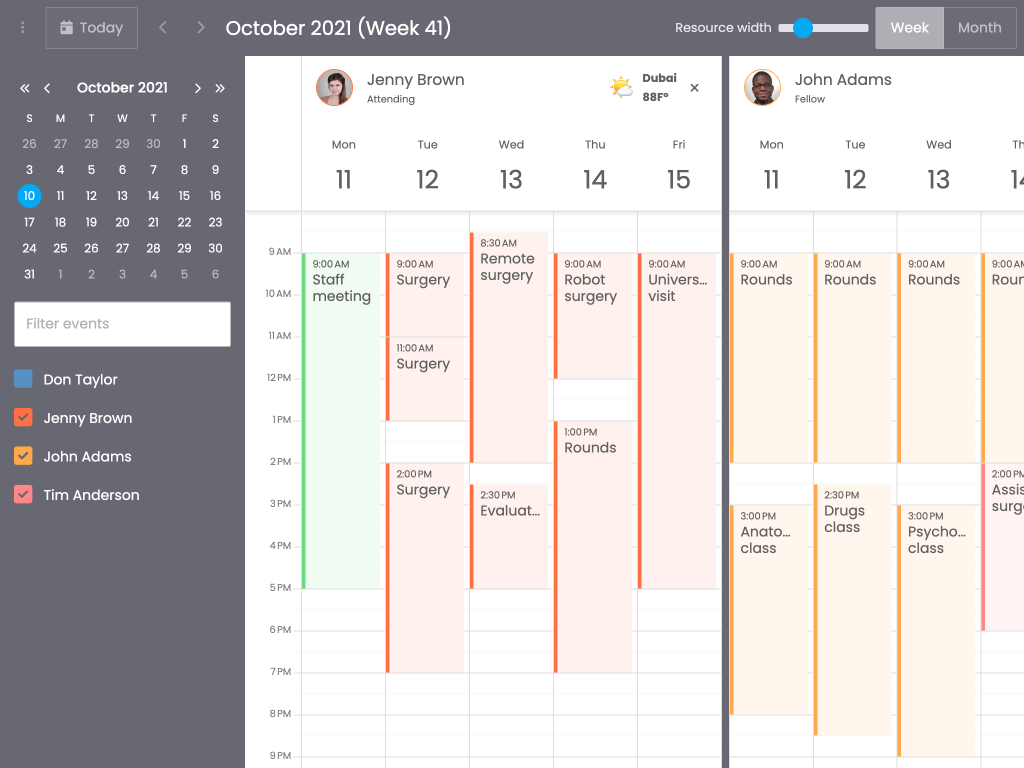 Today
October 2021 (Week 41)
Resource width
Week
Month
October 2021
S M T W T F S
26 27 28 29 30 1 2
3 4 5 6 7 8 9
10 11 12 13 14 15 16
17 18 19 20 21 22 23
24 25 26 27 28 29 30
31 1 2 3 4 5 6
Filter events
Don Taylor
Jenny Brown
John Adams
Tim Anderson
Jenny Brown
Attending
Dubai
88F°
John Adams
Fellow
Mon Tue Wed Thu Fri
11 12 13 14 15
Mon Tue Wed Th
11 12 13 14
9 AM
10 AM
11 AM
12 PM
1 PM
2 PM
3 PM
4 PM
5 PM
6 PM
7 PM
8 PM
9 PM
9:00 AM
Staff
meeting
9:00 AM
Surgery
11:00 AM
Surgery
2:00 PM
Surgery
8:30 AM
Remote
surgery
2:30 PM
Evaluat...
9:00 AM
Robot
surgery
1:00 PM
Rounds
9:00 AM
Univers...
visit
9:00 AM
Rounds
3:00 PM
Anato...
class
9:00 AM
Rounds
2:30 PM
Drugs
class
9:00 AM
Rounds
3:00 PM
Psycho...
class
9:00 AM
Roun
2:00 PM
Assis
surge